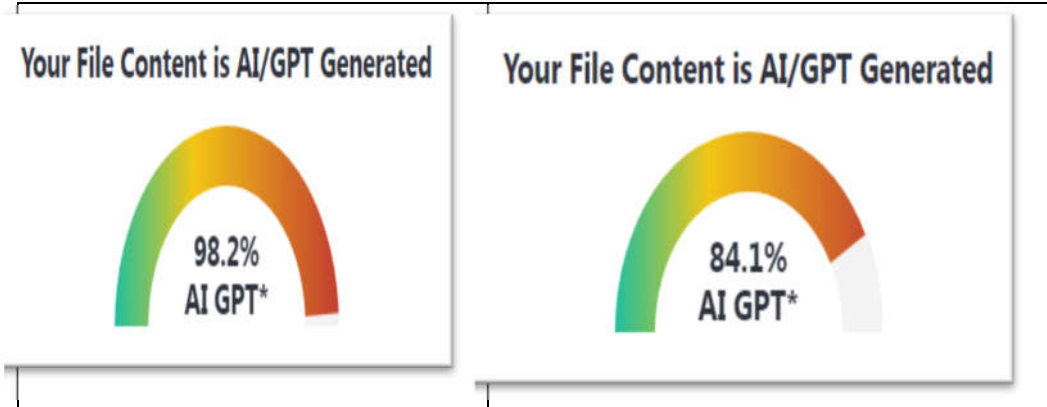 Your File Content is AI/GPT Generated
98.2%
AI GPT*
Your File Content is AI/GPT Generated
84.1%
AI GPT*